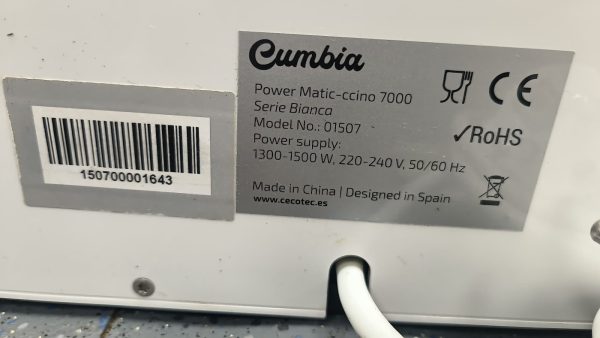 Cumbia
Power Matic-ccino 7000
Serie Bianca
Model No.: 01507
Power supply:
1300-1500 W, 220-240 V, 50/60 Hz
Made in China | Designed in Spain
www.cecotec.es
CE
✓RoHS
150700001643